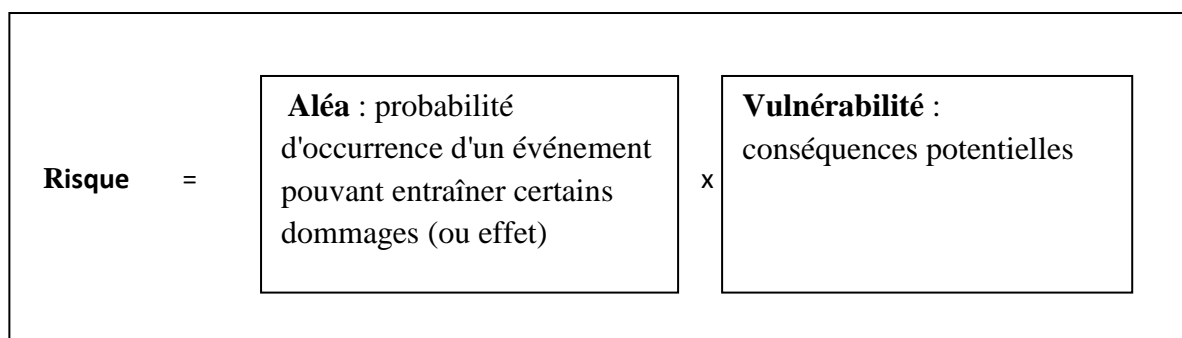 Aléa : probabilité
d'occurrence d'un événement
pouvant entraîner certains
dommages (ou effet)
Vulnérabilité :
conséquences potentielles
Risque = x